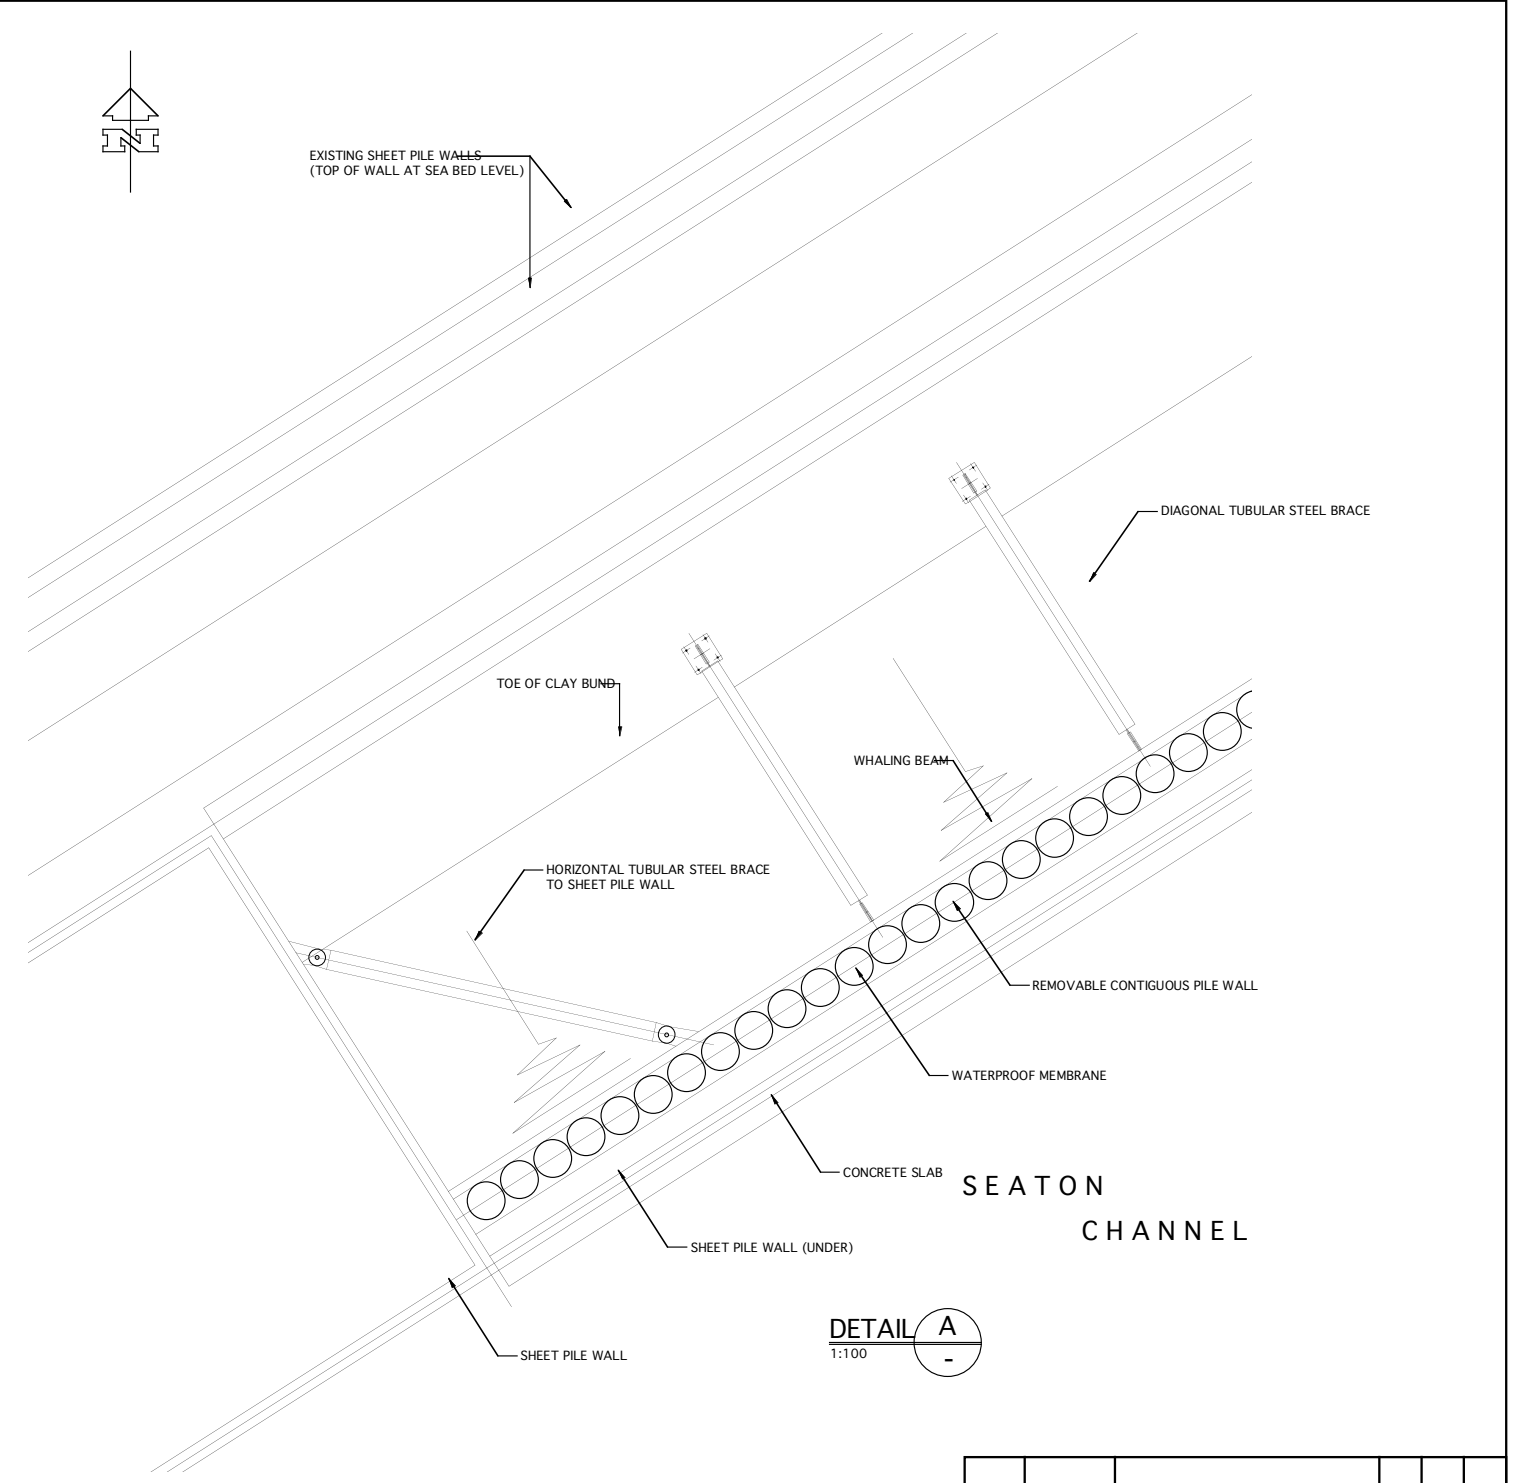 N
EXISTING SHEET PILE WALLS
(TOP OF WALL AT SEA BED LEVEL)
DIAGONAL TUBULAR STEEL BRACE
TOE OF CLAY BUND
WHALING BEAM
HORIZONTAL TUBULAR STEEL BRACE
TO SHEET PILE WALL
REMOVABLE CONTIGUOUS PILE WALL
WATERPROOF MEMBRANE
CONCRETE SLAB
SEATON
CHANNEL
SHEET PILE WALL (UNDER)
SHEET PILE WALL
DETAIL A
1:100 -